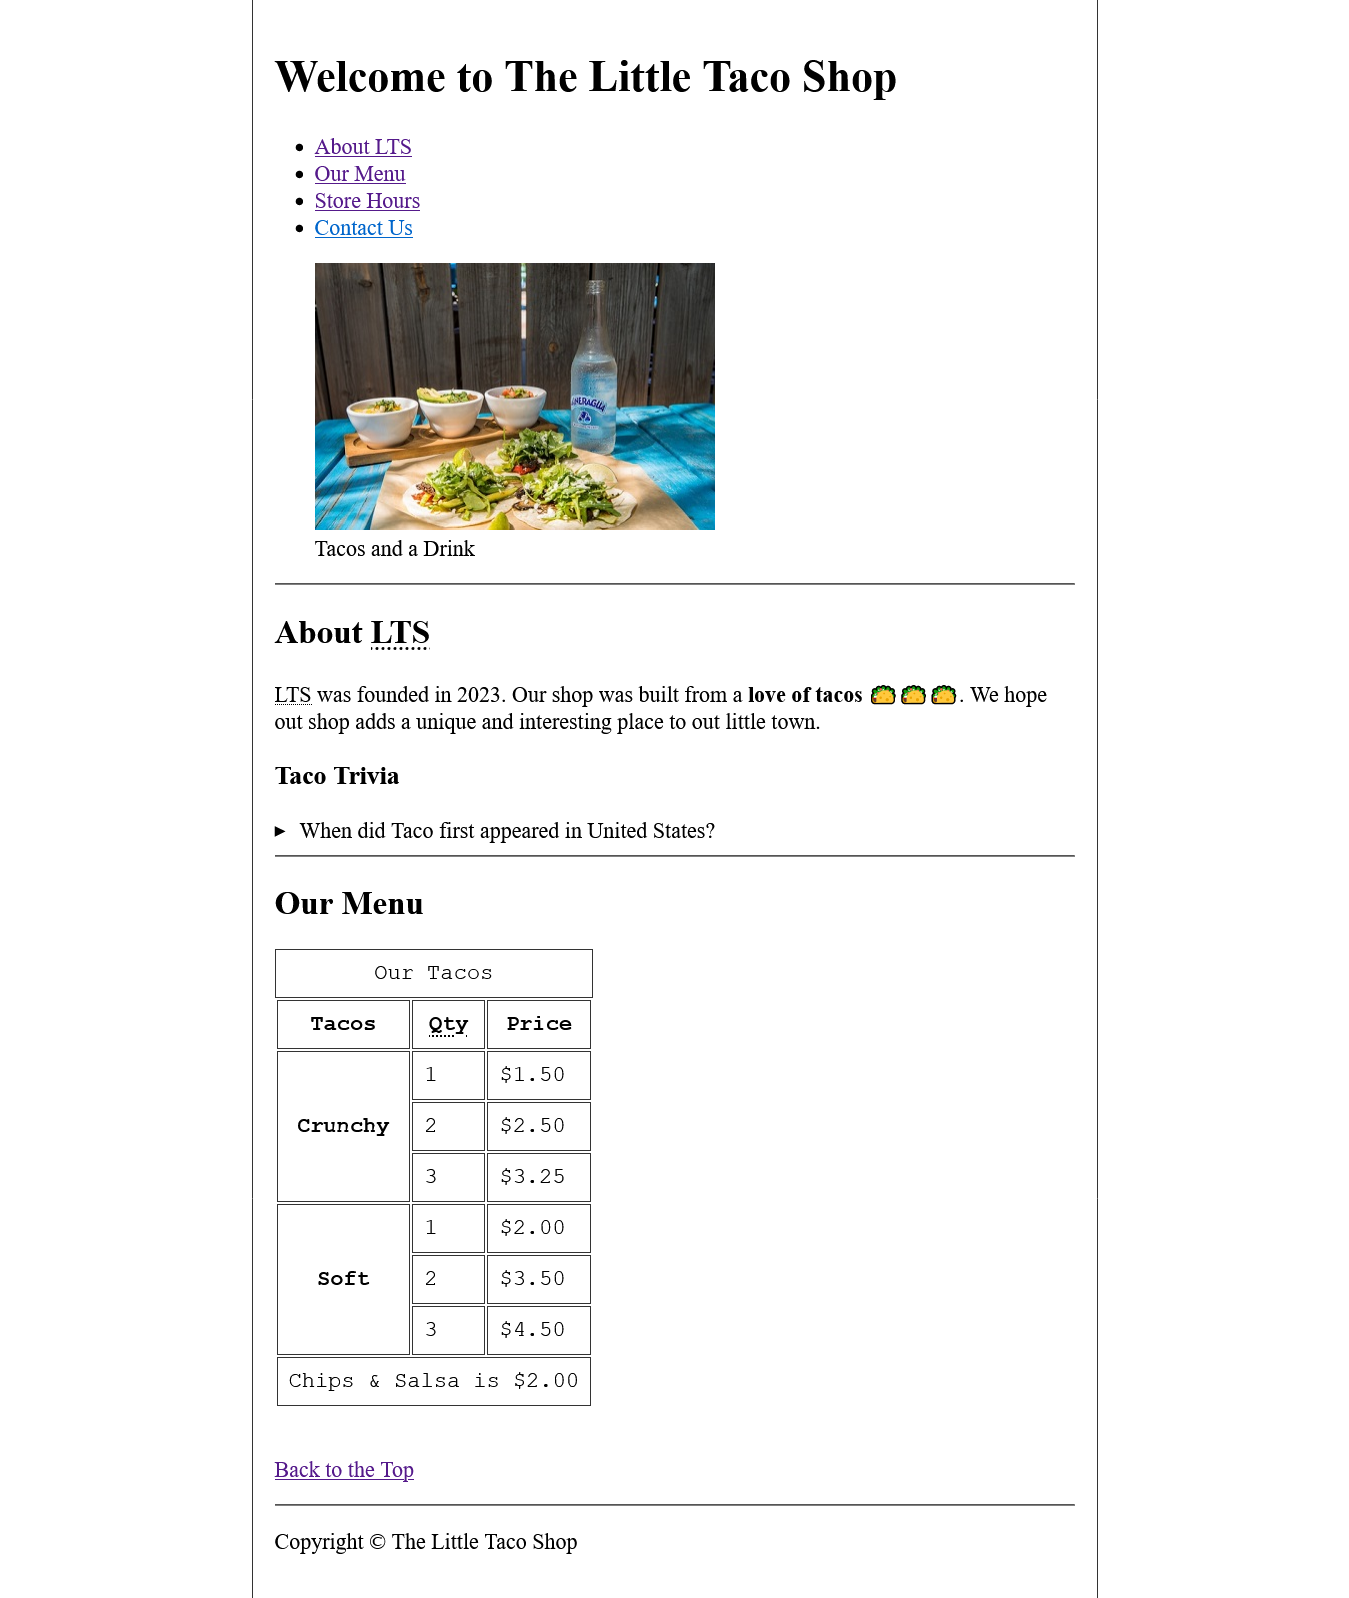 Welcome to The Little Taco Shop
About LTS
Our Menu
Store Hours
Contact Us
Tacos and a Drink
About LTS
LTS was founded in 2023. Our shop was built from a love of tacos 🌮🌮🌮. We hope
out shop adds a unique and interesting place to out little town.
Taco Trivia
When did Taco first appeared in United States?
Our Menu
Our Tacos
Tacos Qty Price
1 $1.50
Crunchy 2 $2.50
3 $3.25
1 $2.00
Soft 2 $3.50
3 $4.50
Chips & Salsa is $2.00
Back to the Top
Copyright © The Little Taco Shop